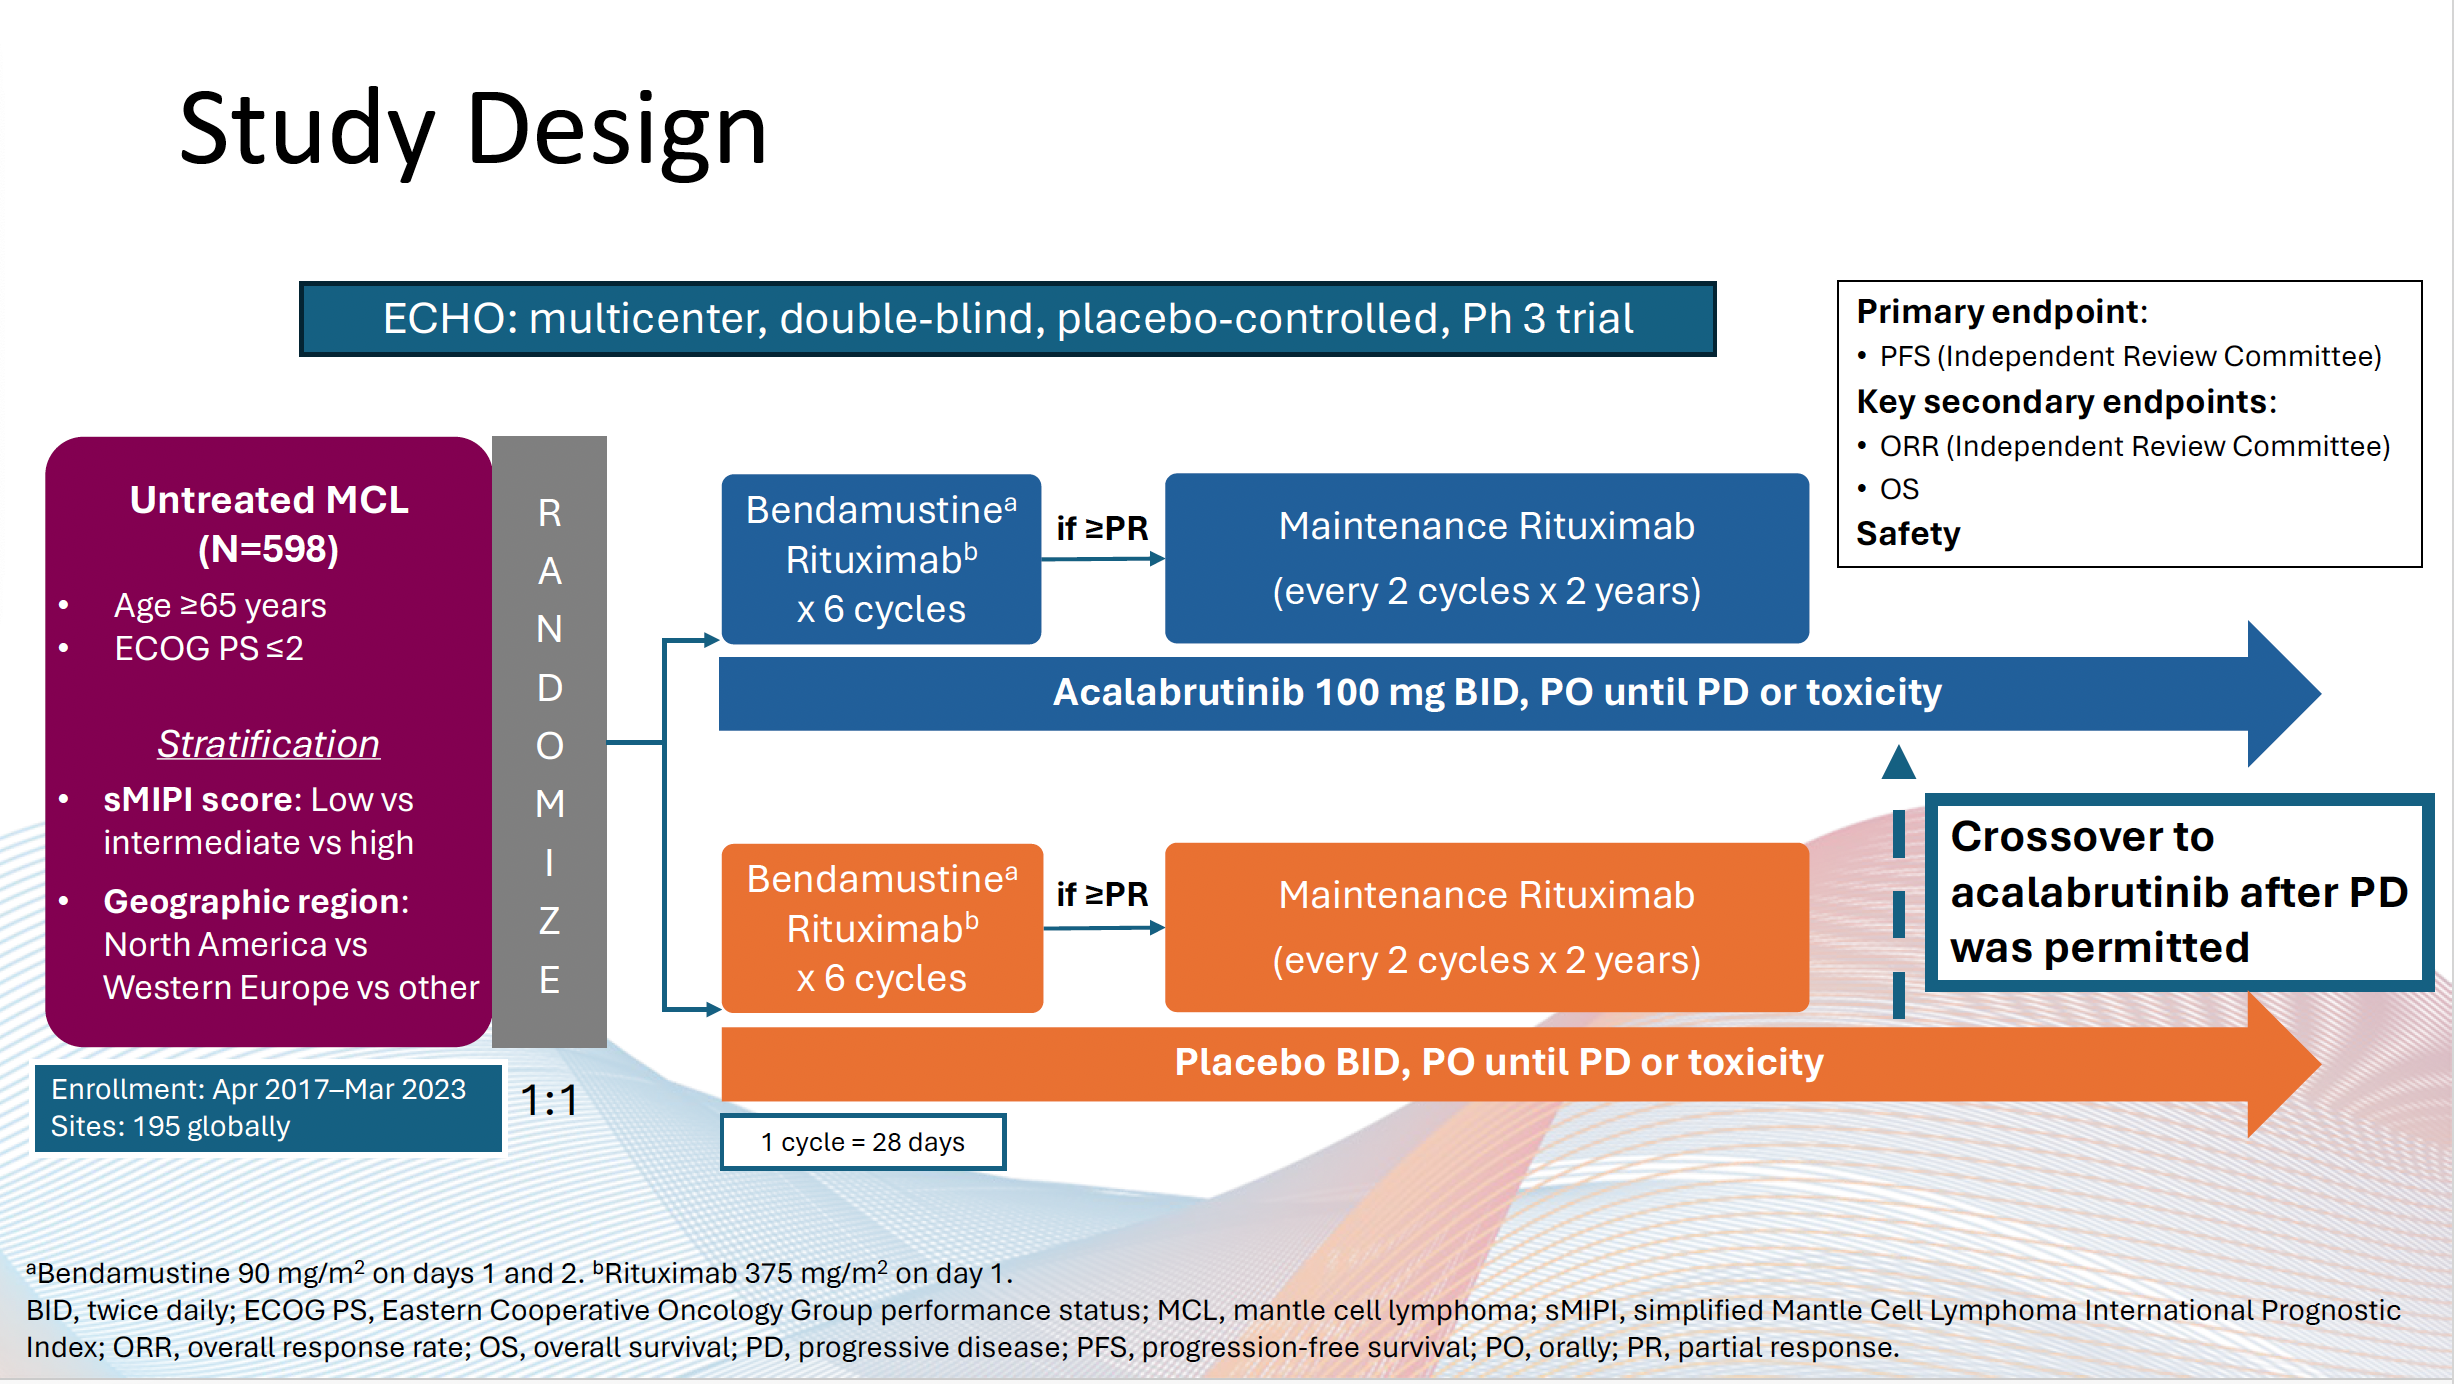 Study Design
ECHO: multicenter, double-blind, placebo-controlled, Ph 3 trial
Primary endpoint:
• PFS (Independent Review Committee)
Key secondary endpoints:
• ORR (Independent Review Committee)
• OS
Safety
Untreated MCL
(N=598)
• Age ≥65 years
• ECOG PS ≤2
Stratification
• sMIPI score: Low vs
intermediate vs high
• Geographic region:
North America vs
Western Europe vs other
Enrollment: Apr 2017–Mar 2023
Sites: 195 globally
R
A
N
D
O
M
I
Z
E
1:1
Bendamustineᵃ
Rituximabᵇ
x 6 cycles
if ≥PR
Maintenance Rituximab
(every 2 cycles x 2 years)
Acalabrutinib 100 mg BID, PO until PD or toxicity
Crossover to
acalabrutinib after PD
was permitted
Bendamustineᵃ
Rituximabᵇ
x 6 cycles
if ≥PR
Maintenance Rituximab
(every 2 cycles x 2 years)
Placebo BID, PO until PD or toxicity
1 cycle = 28 days
ᵃBendamustine 90 mg/m² on days 1 and 2. ᵇRituximab 375 mg/m² on day 1.
BID, twice daily; ECOG PS, Eastern Cooperative Oncology Group performance status; MCL, mantle cell lymphoma; sMIPI, simplified Mantle Cell Lymphoma International Prognostic
Index; ORR, overall response rate; OS, overall survival; PD, progressive disease; PFS, progression-free survival; PO, orally; PR, partial response.